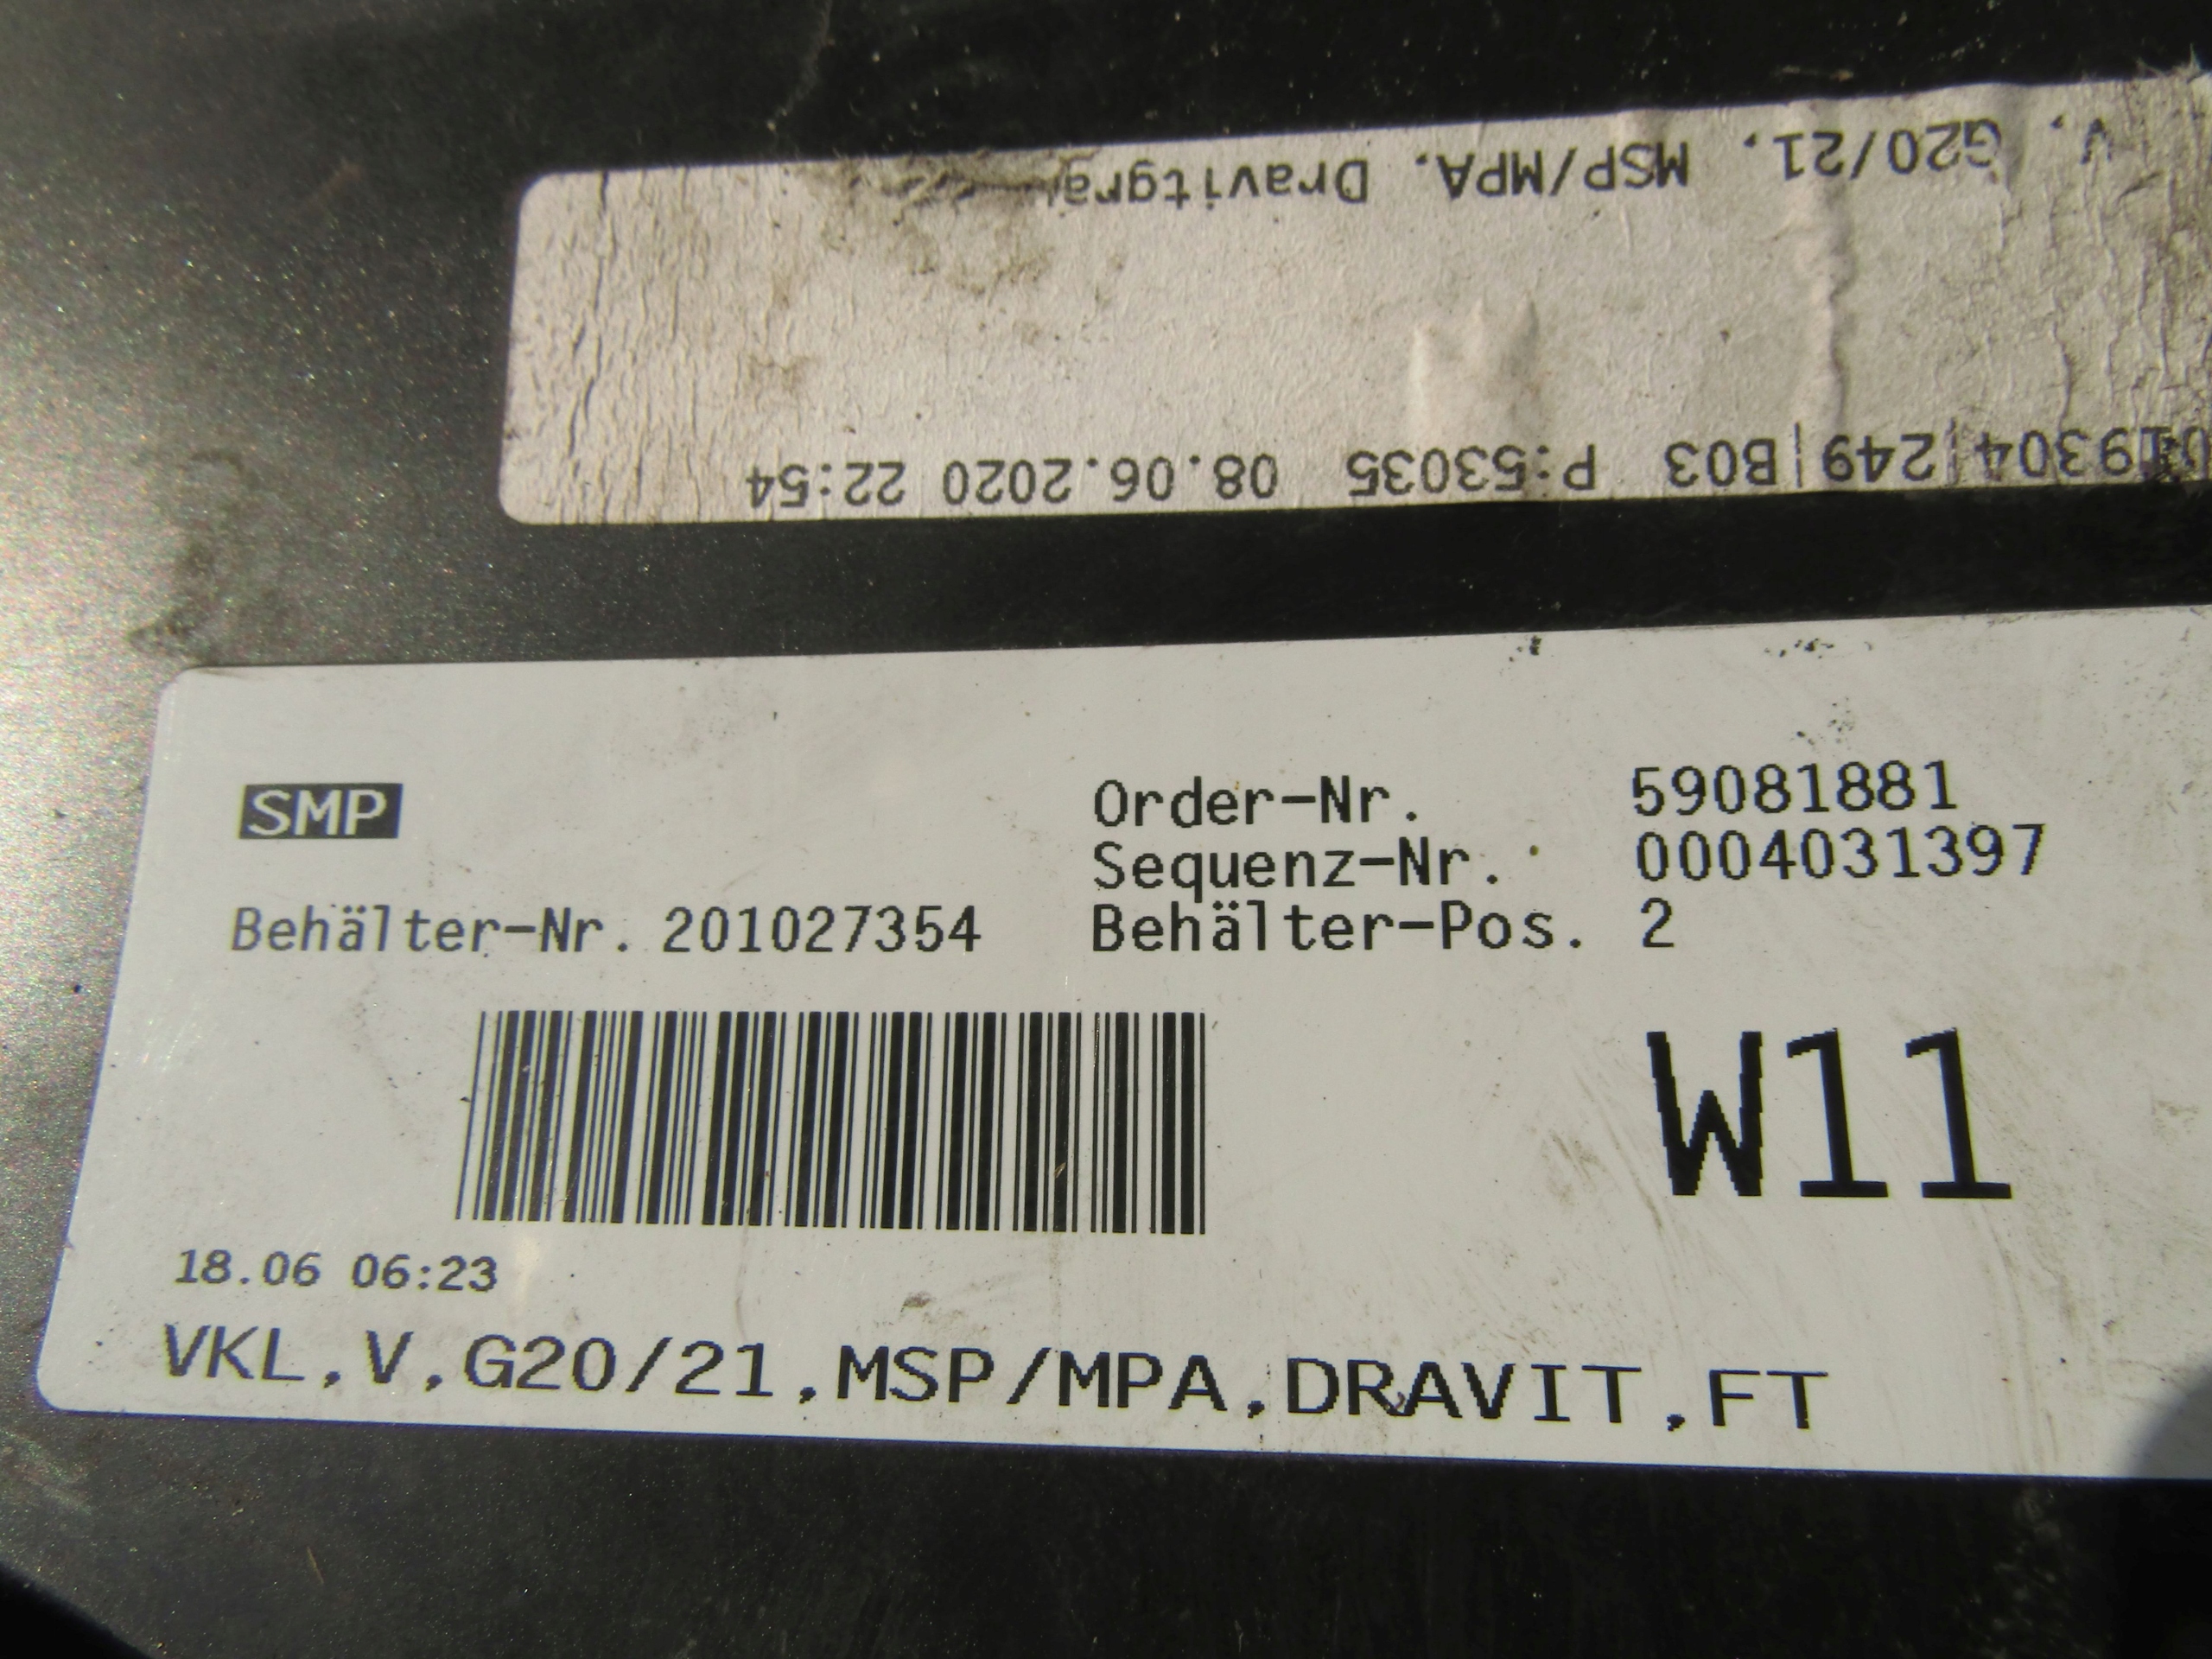 V. G20/21. MSP/MPA. Dravitgra
19304|249|B03 P:53035 08.06.2020 22:54
SMP
Order-Nr. 59081881
Sequenz-Nr. 0004031397
Behälter-Nr. 201027354 Behälter-Pos. 2
W11
18.06 06:23
VKL,V,G20/21,MSP/MPA,DRAVIT,FT